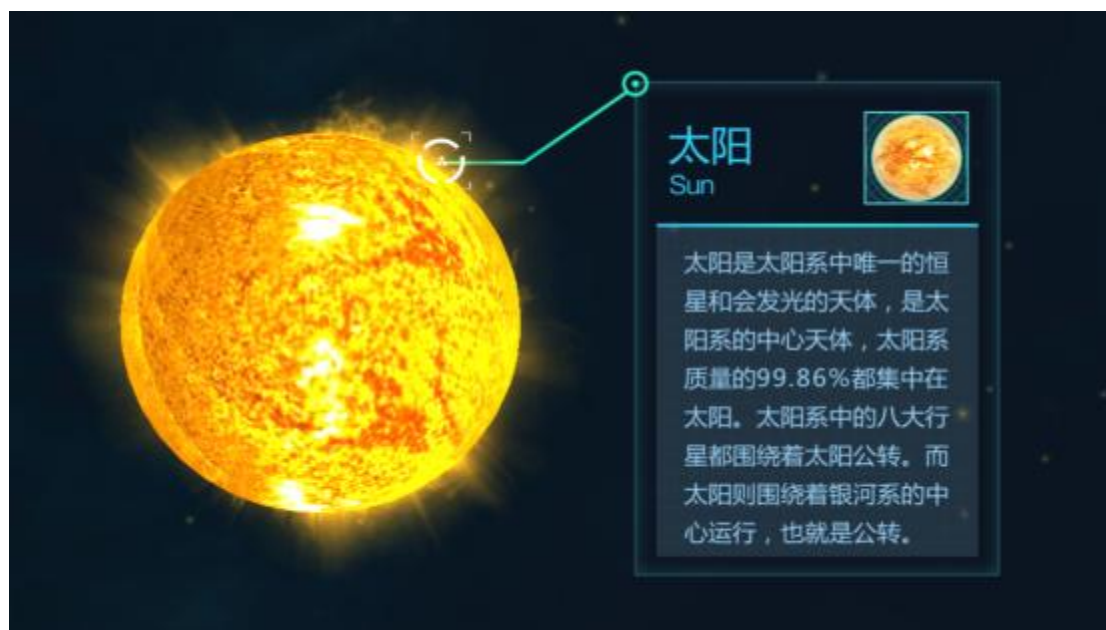 太阳
Sun
太阳是太阳系中唯一的恒
星和会发光的天体，是太
阳系的中心天体，太阳系
质量的99.86%都集中在
太阳。太阳系中的八大行
星都围绕着太阳公转。而
太阳则围绕着银河系的中
心运行，也就是公转。